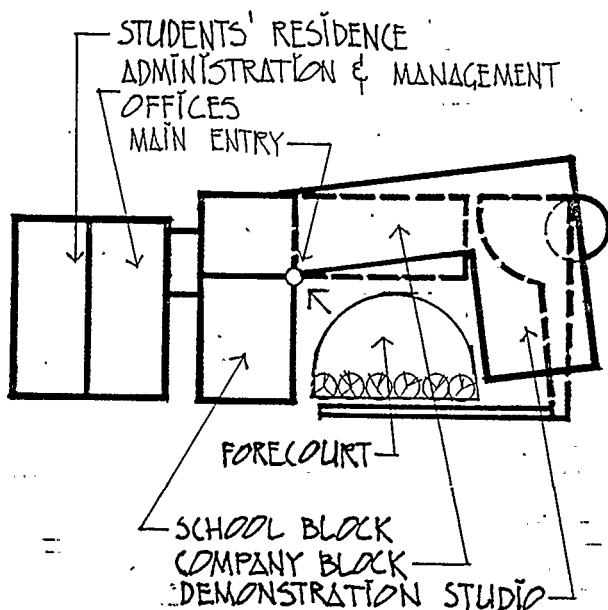 STUDENTS' RESIDENCE
ADMINISTRATION & MANAGEMENT
OFFICES
MAIN ENTRY
FORECOURT
SCHOOL BLOCK
COMPANY BLOCK
DEMONSTRATION STUDIO